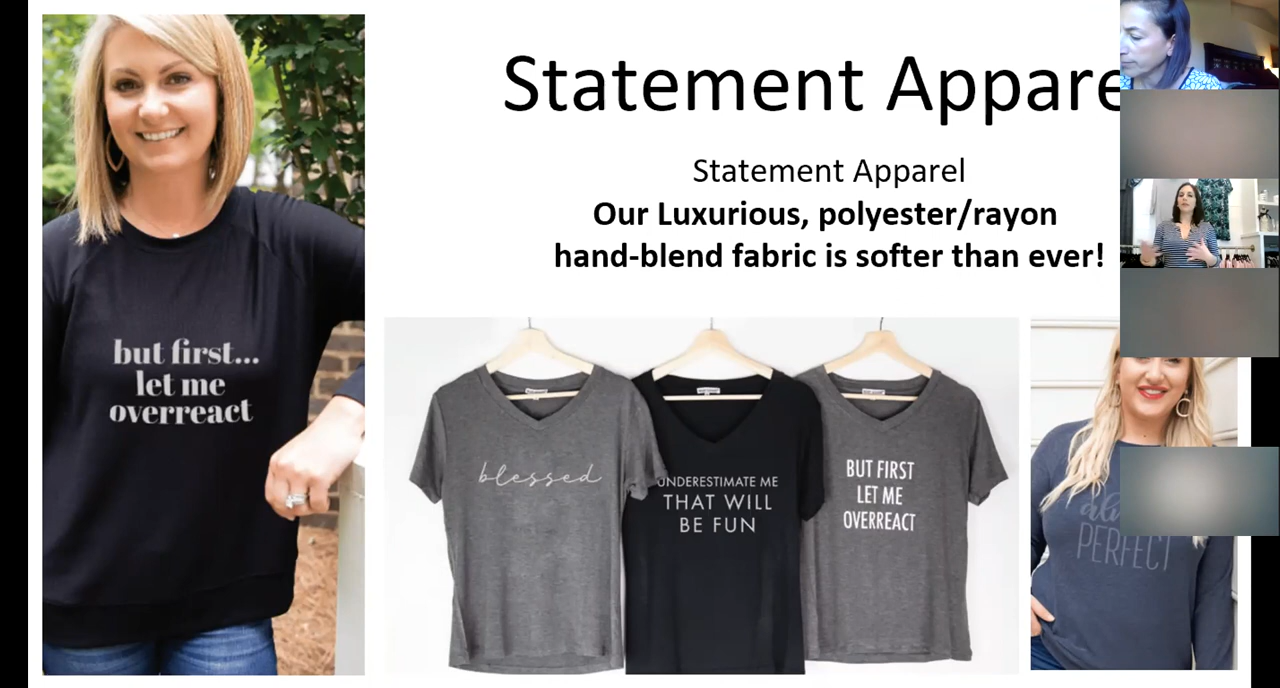 Statement Appare
Statement Apparel
Our Luxurious, polyester/rayon
hand-blend fabric is softer than ever!
but first...
let me
overreact
blessed
UNDERESTIMATE ME
THAT WILL
BE FUN
BUT FIRST
LET ME
OVERREACT
PERFECT